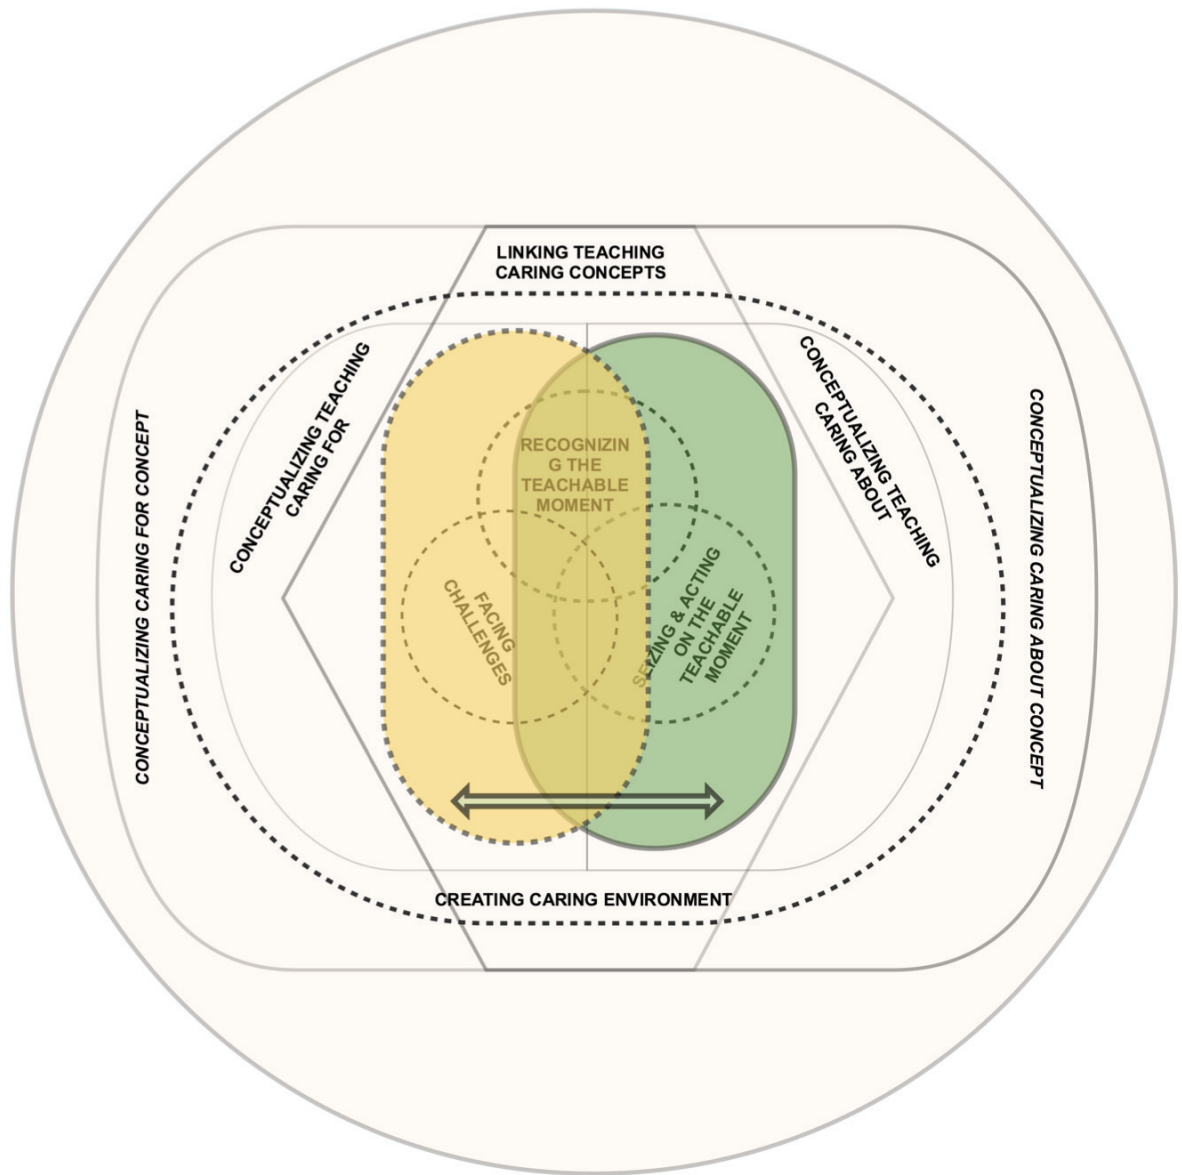 LINKING TEACHING
CARING CONCEPTS
CONCEPTUALIZING CARING FOR CONCEPT
CONCEPTUALIZING TEACHING
CARING FOR
RECOGNIZIN
G THE
TEACHABLE
MOMENT
FACING
CHALLENGES
SEIZING & ACTING
ON THE
TEACHABLE
MOMENT
CONCEPTUALIZING TEACHING
CARING ABOUT
CONCEPTUALIZING CARING ABOUT CONCEPT
CREATING CARING ENVIRONMENT